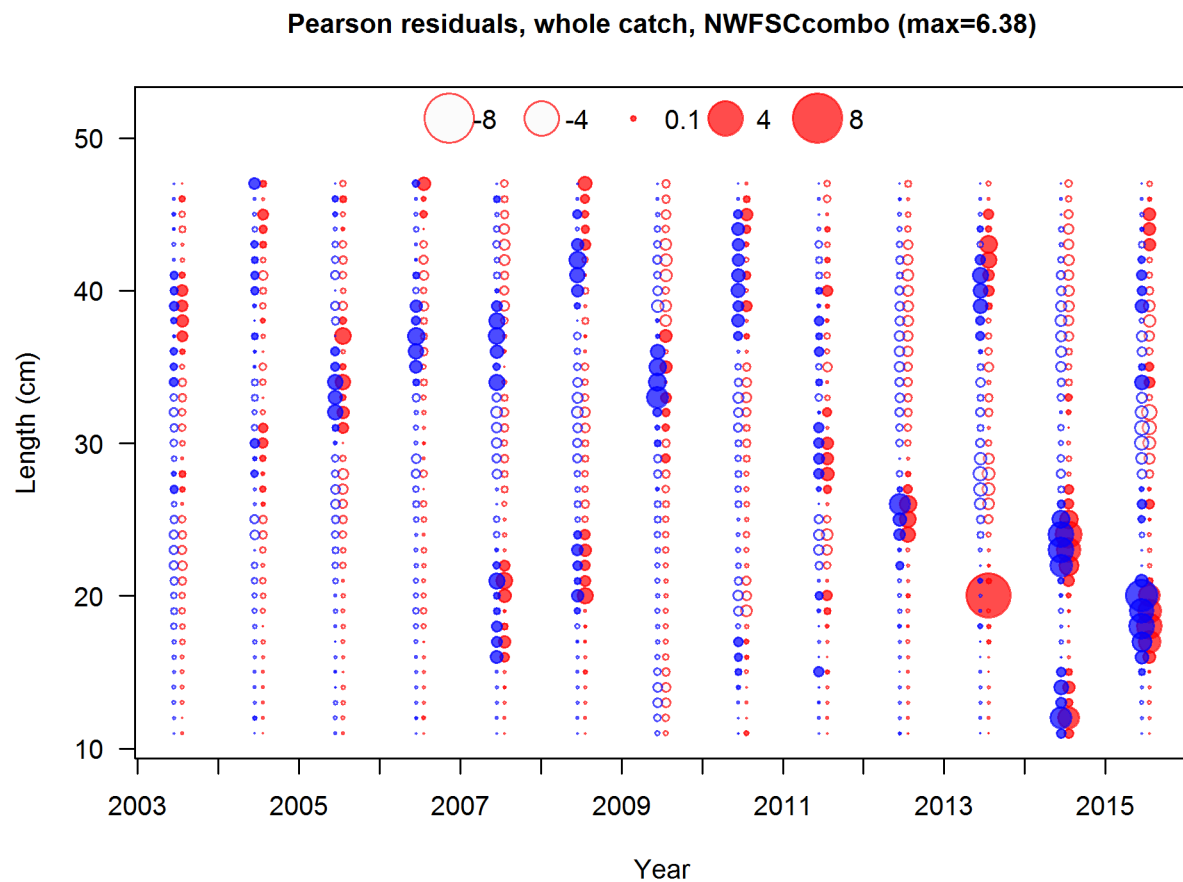 Pearson residuals, whole catch, NWFSCcombo (max=6.38)
-8 -4 0.1 4 8
50
40
30
20
10
Length (cm)
2003 2005 2007 2009 2011 2013 2015
Year